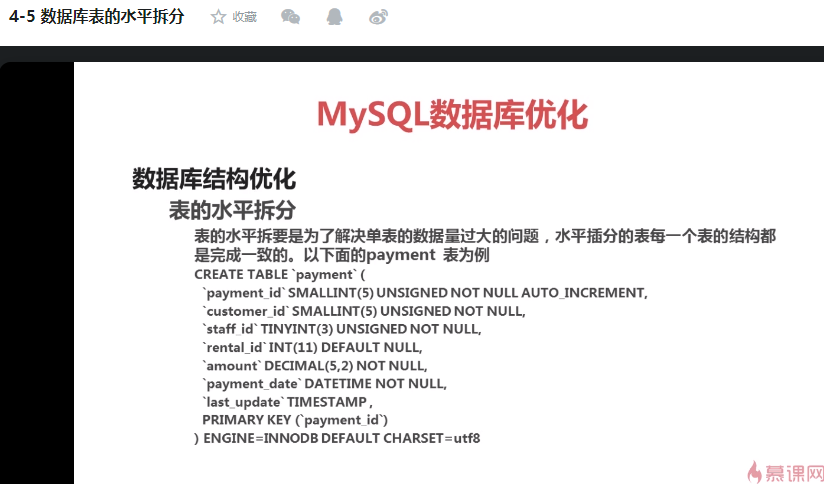 4-5 数据库表的水平拆分 收藏
MySQL数据库优化
数据库结构优化
表的水平拆分
表的水平拆要是为了解决单表的数据量过大的问题，水平插分的表每一个表的结构都
是完成一致的。以下面的payment 表为例
CREATE TABLE `payment` (
`payment_id` SMALLINT(5) UNSIGNED NOT NULL AUTO_INCREMENT,
`customer_id` SMALLINT(5) UNSIGNED NOT NULL,
`staff_id` TINYINT(3) UNSIGNED NOT NULL,
`rental_id` INT(11) DEFAULT NULL,
`amount` DECIMAL(5,2) NOT NULL,
`payment_date` DATETIME NOT NULL,
`last_update` TIMESTAMP ,
PRIMARY KEY (`payment_id`)
) ENGINE=INNODB DEFAULT CHARSET=utf8
慕课网